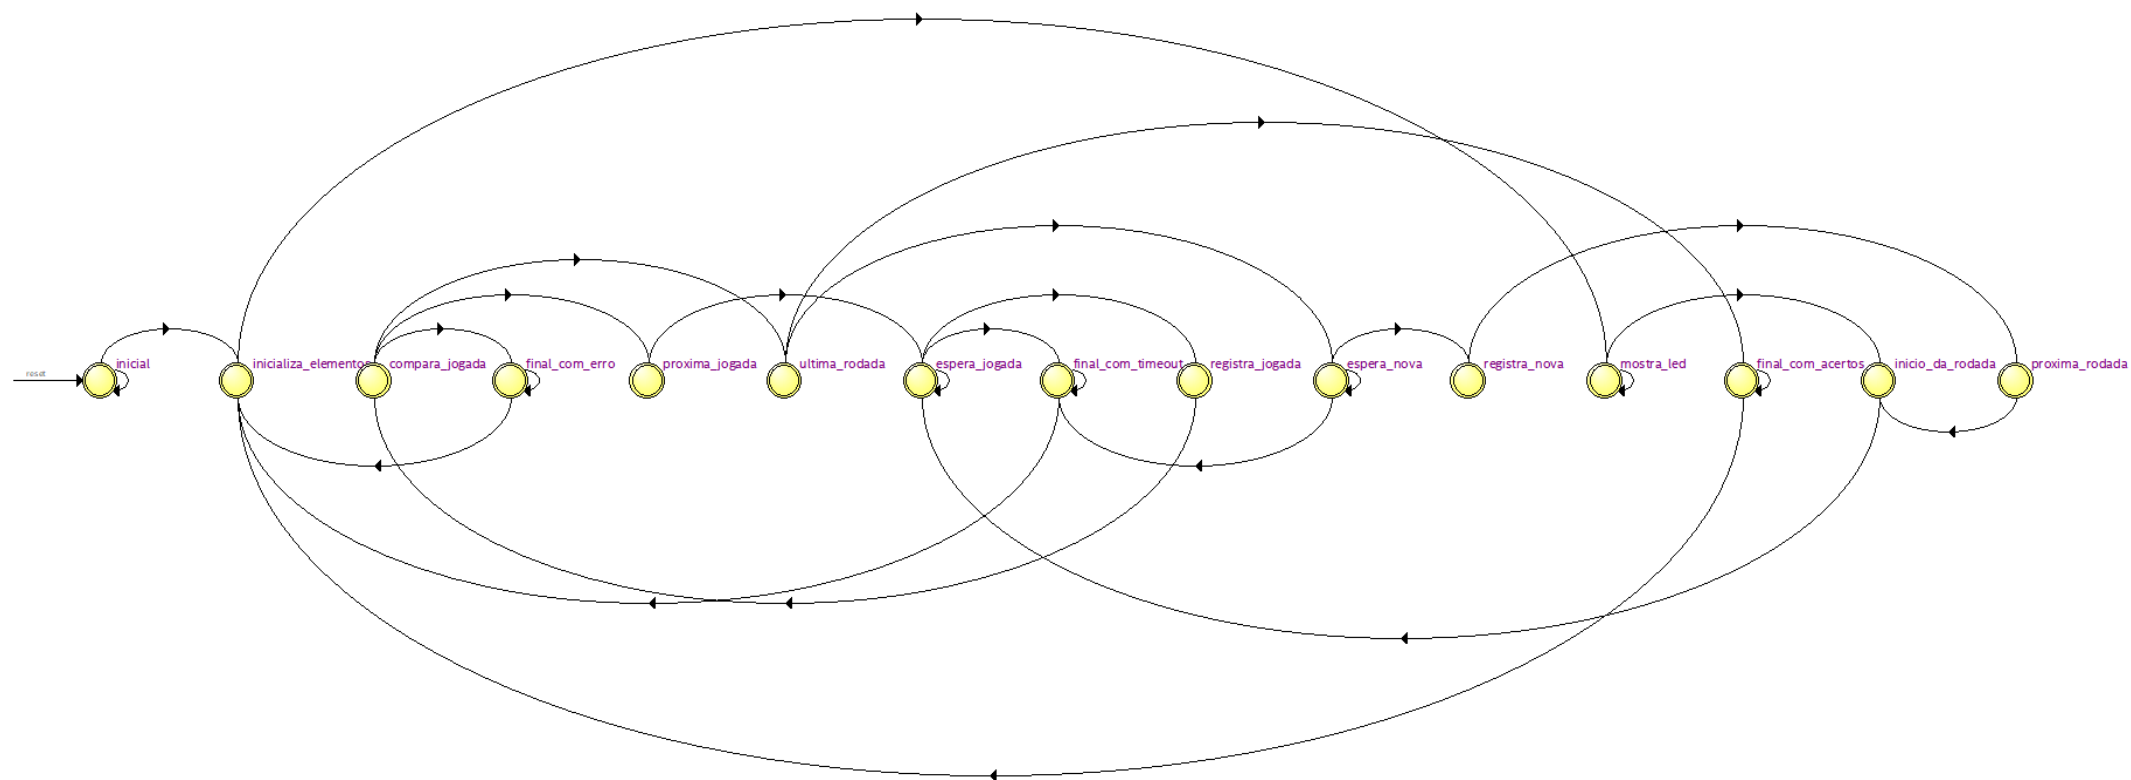 reset
inicial
inicializa_elementos
compara_jogada
final_com_erro
proxima_jogada
ultima_rodada
espera_jogada
final_com_timeout
registra_jogada
espera_nova
registra_nova
mostra_led
final_com_acertos
inicio_da_rodada
proxima_rodada